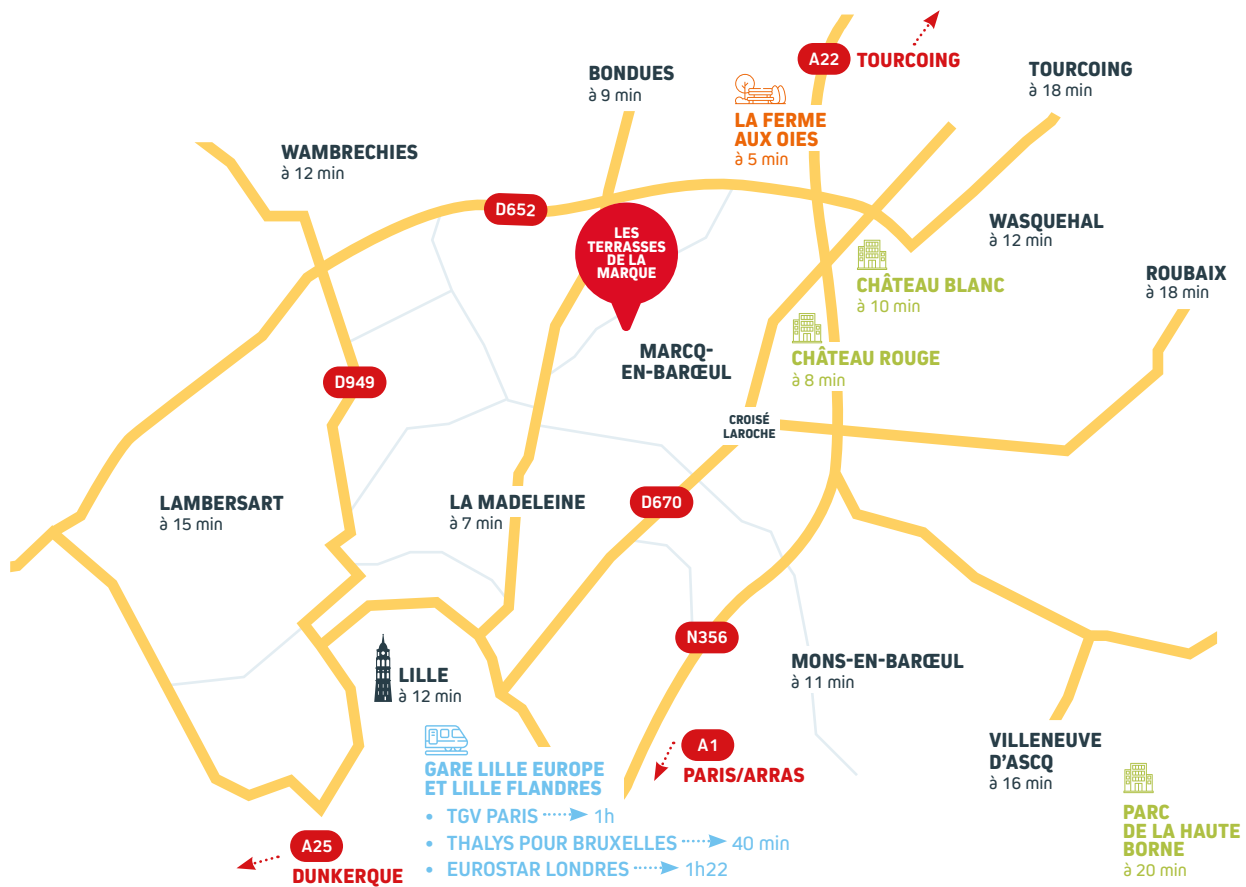 A22 TOURCOING
BONDUES
à 9 min
TOURCOING
à 18 min
LA FERME
AUX OIES
à 5 min
WAMBRECHIES
à 12 min
D652
WASQUEHAL
à 12 min
LES
TERRASSES
DE LA
MARQUE
ROUBAIX
à 18 min
CHÂTEAU BLANC
à 10 min
CHÂTEAU ROUGE
à 8 min
MARCQ-
EN-BARŒUL
D949
CROISÉ
LAROCHE
LAMBERSART
à 15 min
LA MADELEINE
à 7 min
D670
N356
MONS-EN-BARŒUL
à 11 min
LILLE
à 12 min
A1
PARIS/ARRAS
VILLENEUVE
D'ASCQ
à 16 min
GARE LILLE EUROPE
ET LILLE FLANDRES
• TGV PARIS 1h
• THALYS POUR BRUXELLES 40 min
• EUROSTAR LONDRES 1h22
A25
DUNKERQUE
PARC
DE LA HAUTE
BORNE
à 20 min